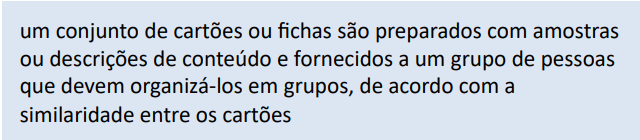 um conjunto de cartões ou fichas são preparados com amostras
ou descrições de conteúdo e fornecidos a um grupo de pessoas
que devem organizá-los em grupos, de acordo com a
similaridade entre os cartões